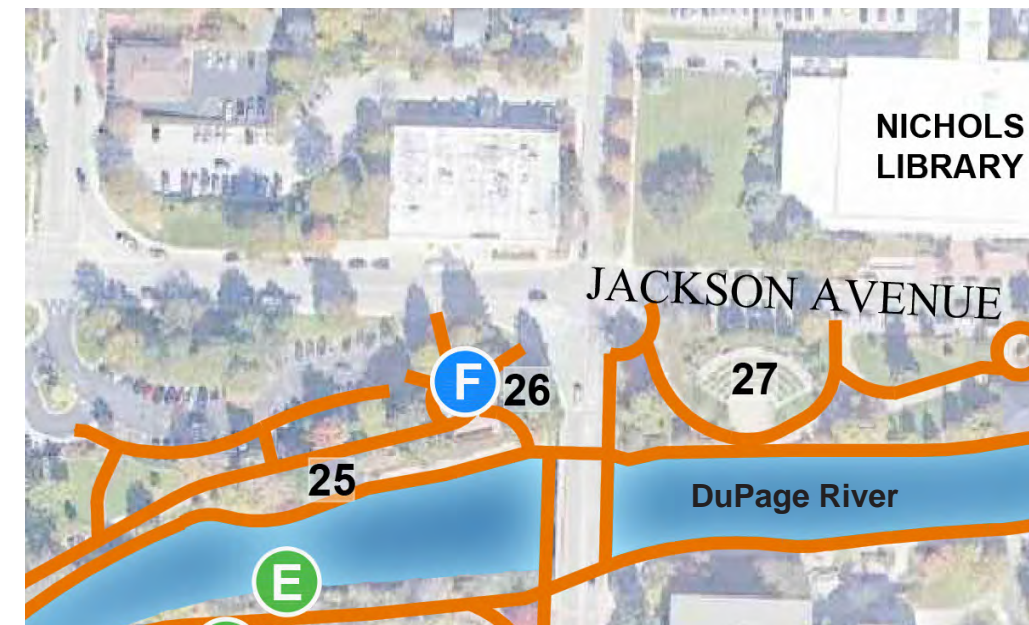 NICHOLS
LIBRARY
JACKSON AVENUE
F
26
27
25
DuPage River
E